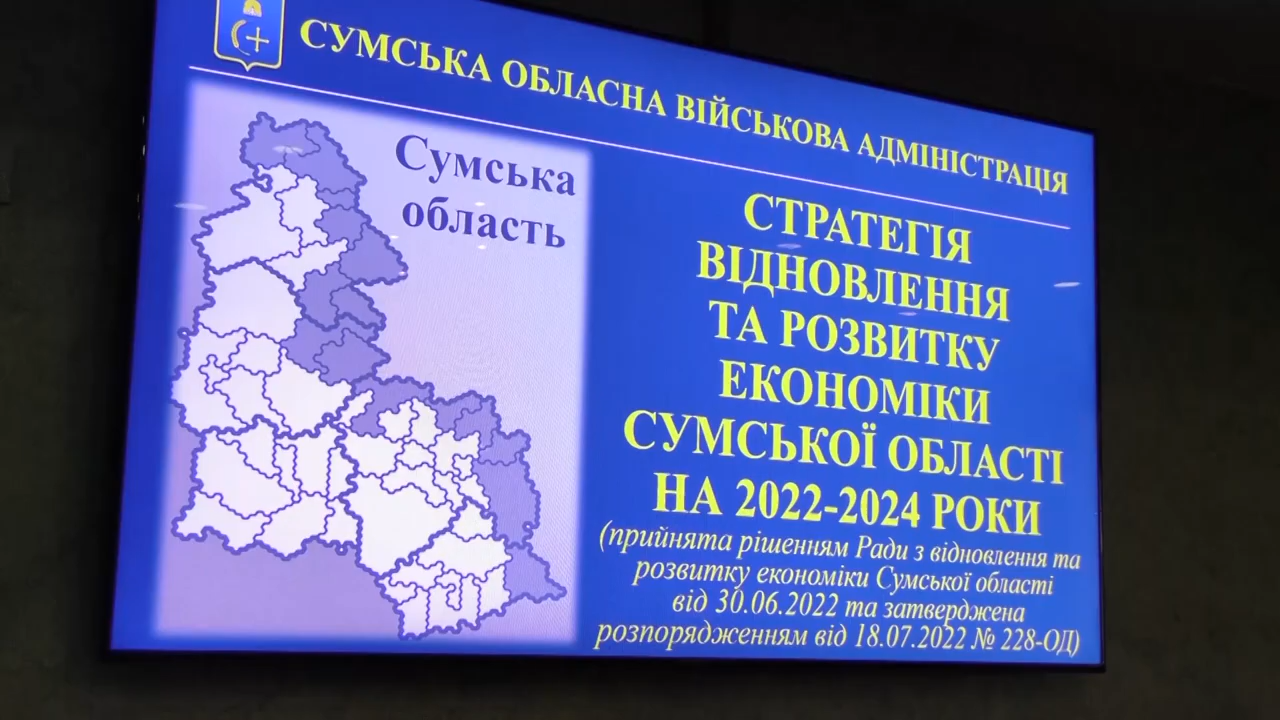 СУМСЬКА ОБЛАСНА ВІЙСЬКОВА АДМІНІСТРАЦІЯ
Сумська
область
СТРАТЕГІЯ
ВІДНОВЛЕННЯ
ТА РОЗВИТКУ
ЕКОНОМІКИ
СУМСЬКОЇ ОБЛАСТІ
НА 2022-2024 РОКИ
(прийнята рішенням Ради з відновлення та
розвитку економіки Сумської області
від 30.06.2022 та затверджена
розпорядженням від 18.07.2022 № 228-ОД)